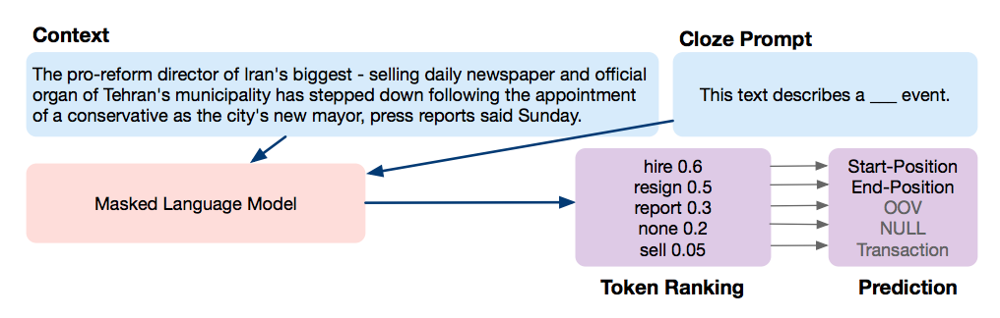 Context
The pro-reform director of Iran's biggest - selling daily newspaper and official
organ of Tehran's municipality has stepped down following the appointment
of a conservative as the city's new mayor, press reports said Sunday.
Cloze Prompt
This text describes a ___ event.
Masked Language Model
hire 0.6
resign 0.5
report 0.3
none 0.2
sell 0.05
Token Ranking
Start-Position
End-Position
OOV
NULL
Transaction
Prediction